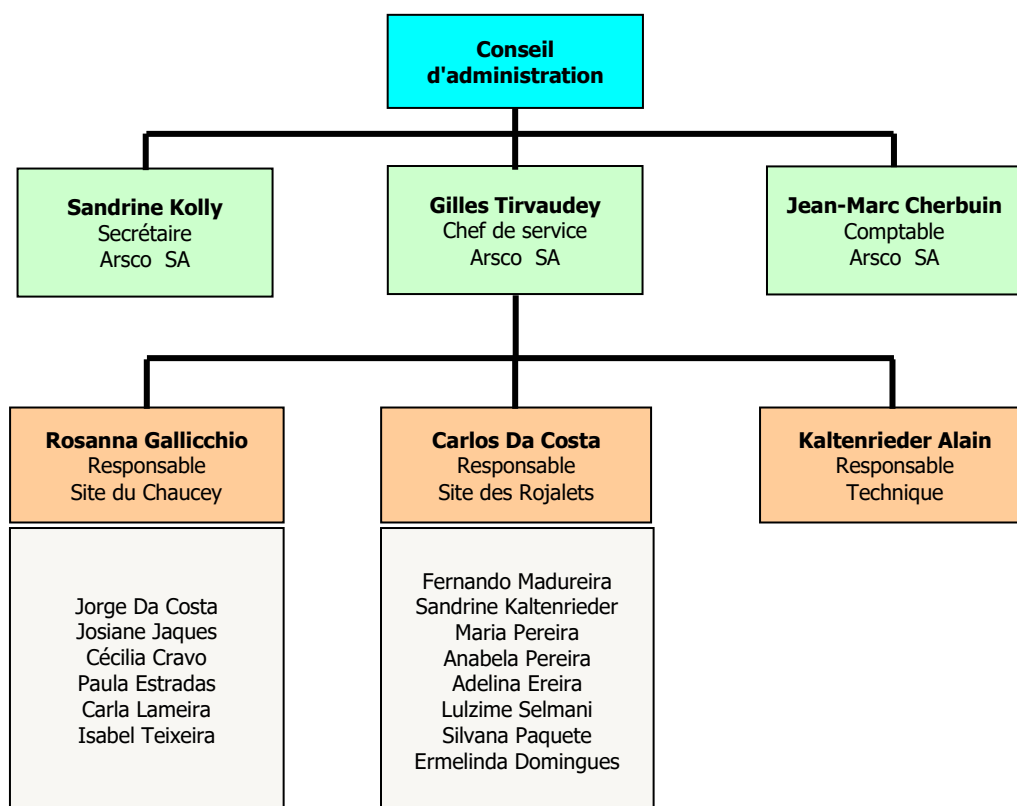 Conseil
d'administration
Sandrine Kolly
Secrétaire
Arsco SA
Gilles Tirvaudey
Chef de service
Arsco SA
Jean-Marc Cherbuin
Comptable
Arsco SA
Rosanna Gallicchio
Responsable
Site du Chaucey
Carlos Da Costa
Responsable
Site des Rojalets
Kaltenrieder Alain
Responsable
Technique
Jorge Da Costa
Josiane Jaques
Cécilia Cravo
Paula Estradas
Carla Lameira
Isabel Teixeira
Fernando Madureira
Sandrine Kaltenrieder
Maria Pereira
Anabela Pereira
Adelina Ereira
Lulzime Selmani
Silvana Paquete
Ermelinda Domingues